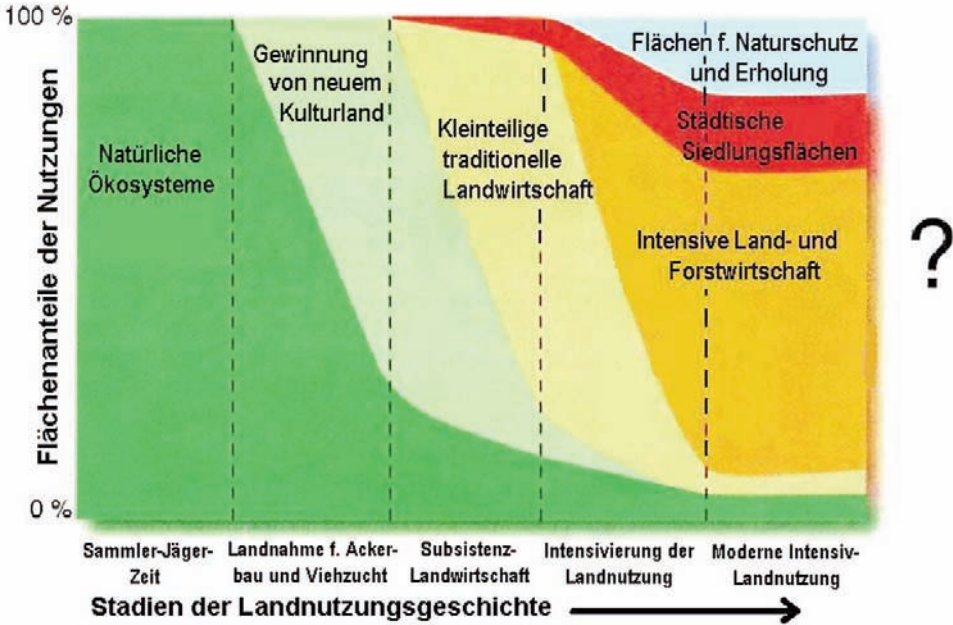 100 %
Flächenanteile der Nutzungen
0 %
Natürliche
Ökosysteme
Gewinnung
von neuem
Kulturland
Kleinteilige
traditionelle
Landwirtschaft
Flächen f. Naturschutz
und Erholung
Städtische
Siedlungsflächen
Intensive Land- und
Forstwirtschaft
?
Sammler-Jäger-
Zeit
Landnahme f. Acker-
bau und Viehzucht
Subsistenz-
Landwirtschaft
Intensivierung der
Landnutzung
Moderne Intensiv-
Landnutzung
Stadien der Landnutzungsgeschichte